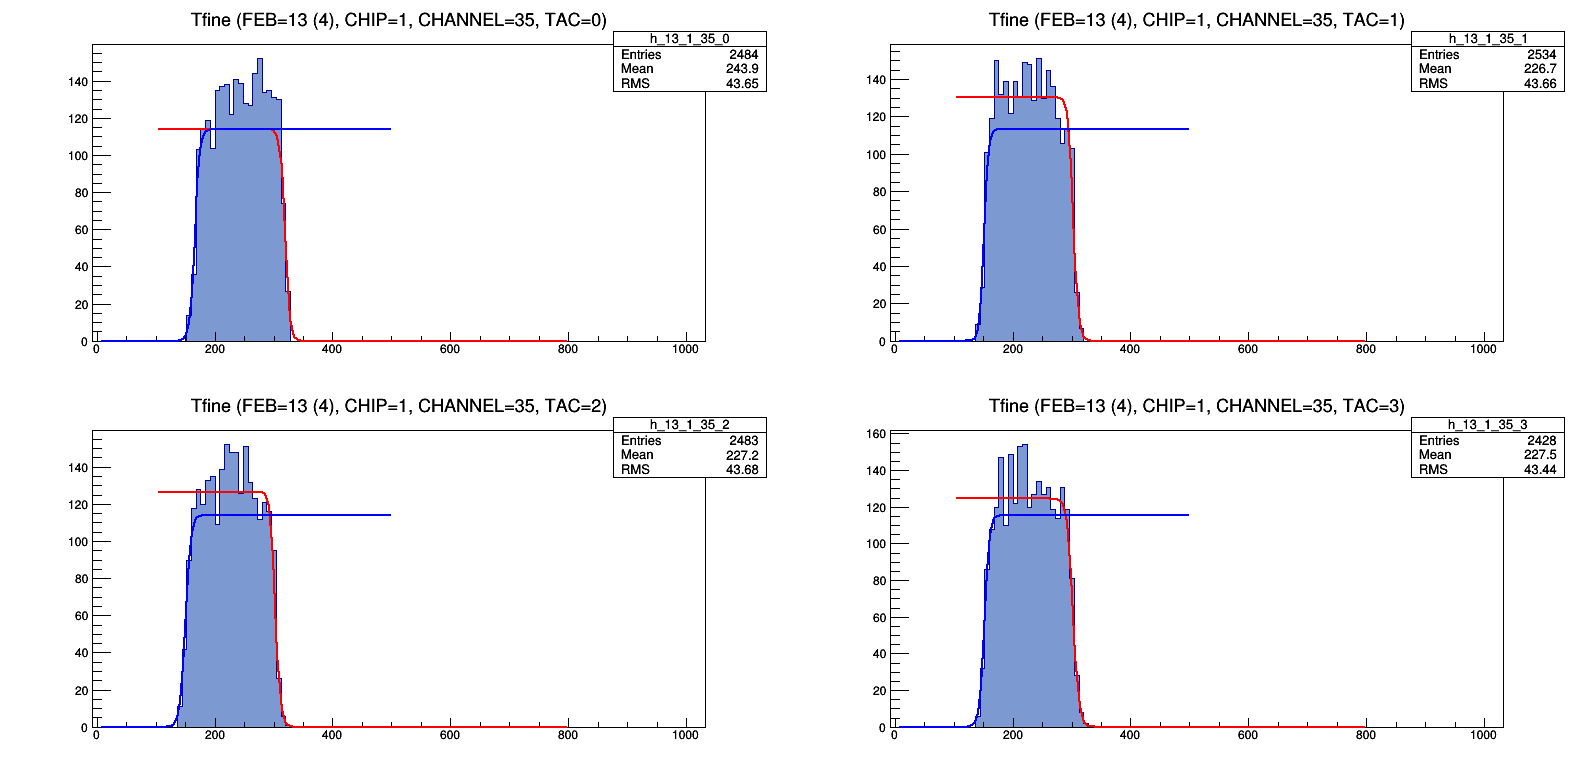 Tfine (FEB=13 (4), CHIP=1, CHANNEL=35, TAC=0)
h_13_1_35_0
Entries 2484
Mean 243.9
RMS 43.65
140
120
100
80
60
40
20
0
0 200 400 600 800 1000
Tfine (FEB=13 (4), CHIP=1, CHANNEL=35, TAC=1)
h_13_1_35_1
Entries 2534
Mean 226.7
RMS 43.66
140
120
100
80
60
40
20
0
0 200 400 600 800 1000
Tfine (FEB=13 (4), CHIP=1, CHANNEL=35, TAC=2)
h_13_1_35_2
Entries 2483
Mean 227.2
RMS 43.68
140
120
100
80
60
40
20
0
0 200 400 600 800 1000
Tfine (FEB=13 (4), CHIP=1, CHANNEL=35, TAC=3)
h_13_1_35_3
Entries 2428
Mean 227.5
RMS 43.44
160
140
120
100
80
60
40
20
0
0 200 400 600 800 1000